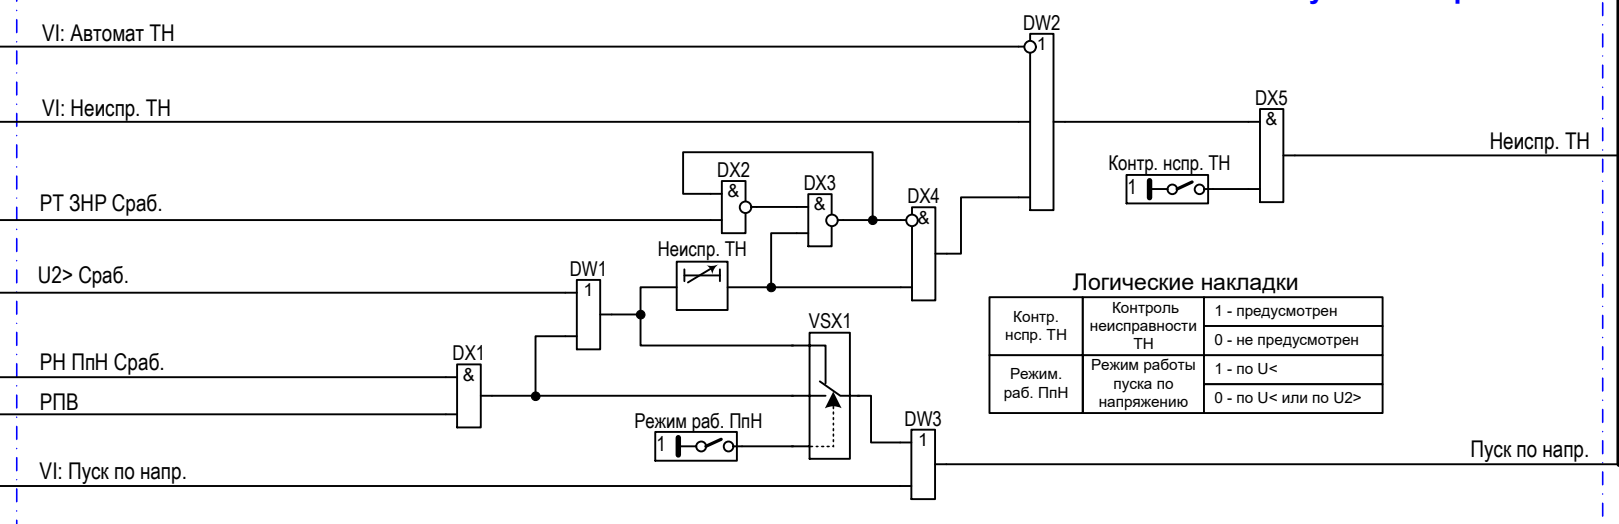 DW2
VI: Автомат ТН
1
VI: Неиспр. ТН
DX5
&
Неиспр. ТН
Контр. нспр. ТН
1
DX2
&
DX3
&
DX4
&
РТ ЗНР Сраб.
Неиспр. ТН
U2> Сраб.
DW1
1
VSX1
РН ПпН Сраб.
DX1
&
РПВ
Режим раб. ПпН
1
DW3
1
VI: Пуск по напр.
Пуск по напр.
Логические накладки
Контр.
нспр. ТН
Контроль
неисправности
ТН
1 - предусмотрен
0 - не предусмотрен
Режим.
раб. ПпН
Режим работы
пуска по
напряжению
1 - по U<
0 - по U< или по U2>